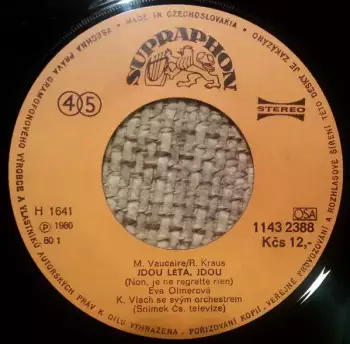 VŠECHNA PRÁVA GRAMOFONOVÉHO VÝROBCE A VLASTNÍKŮ AUTORSKÝCH PRÁV K DÍLU VYHRAŽENA. POŘIZOVÁNÍ KOPIÍ, VEŘEJNÉ PROVOZOVÁNÍ A ROZHLASOVÉ ŠÍŘENÍ TÉTO DESKY JE ZAKÁZÁNO
• MADE IN CZECHOSLOVAKIA •
SUPRAPHON
45
STEREO
H 1641
Ⓟ 1980
80 1
OSA
1143 2388
Kčs 12,-
M. Vaucaire/R. Kraus
JDOU LÉTA, JDOU
(Non, je ne regrette rien)
Eva Olmerová
K. Vlach se svým orchestrem
(Snímek Čs. televize)